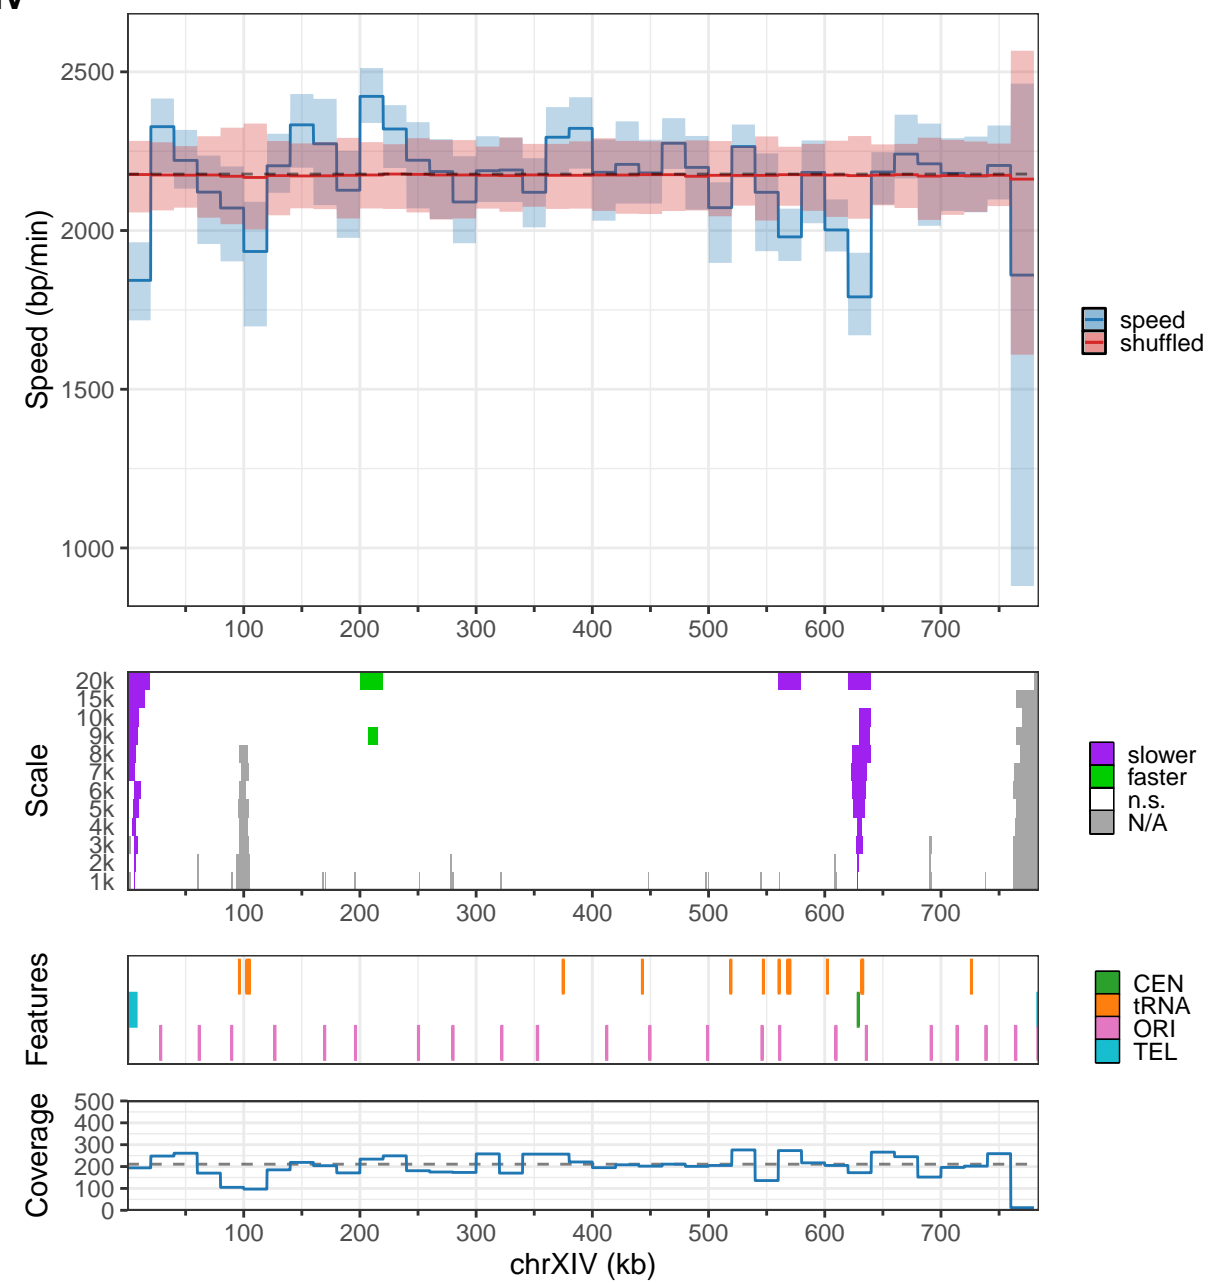 2500
2000
1500
1000
Speed (bp/min)
100 200 300 400 500 600 700
speed
shuffled
20k
15k
10k
9k
8k
7k
6k
5k
4k
3k
2k
1k
Scale
100 200 300 400 500 600 700
slower
faster
n.s.
N/A
Features
CEN
tRNA
ORI
TEL
500
400
300
200
100
0
Coverage
100 200 300 400 500 600 700
chrXIV (kb)